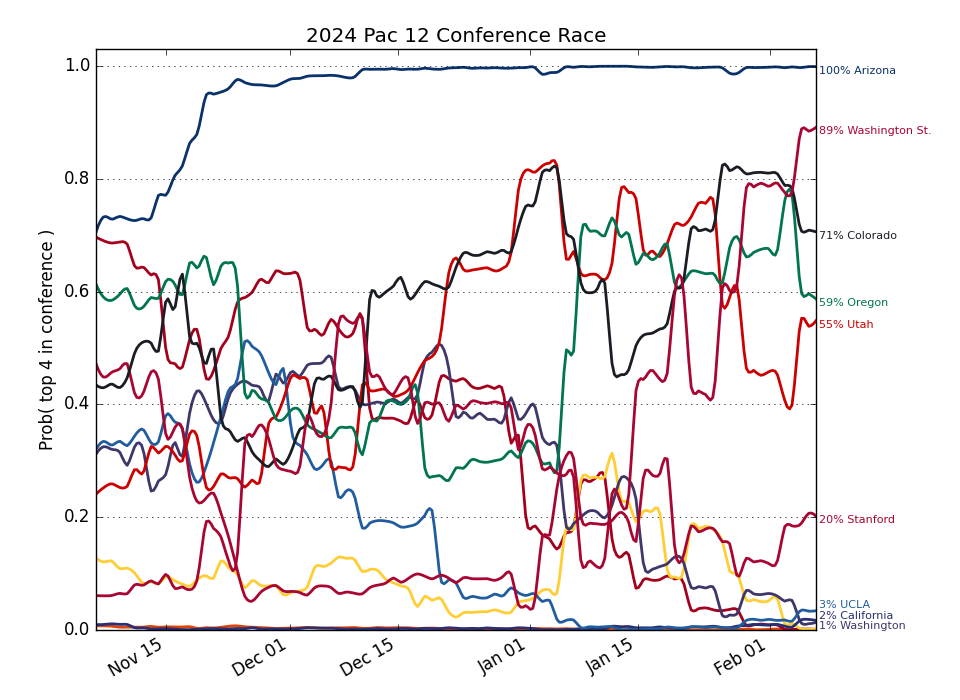 2024 Pac 12 Conference Race
Prob( top 4 in conference )
1.0
0.8
0.6
0.4
0.2
0.0
Nov 15
Dec 01
Dec 15
Jan 01
Jan 15
Feb 01
100% Arizona
89% Washington St.
71% Colorado
59% Oregon
55% Utah
20% Stanford
3% UCLA
2% California
1% Washington